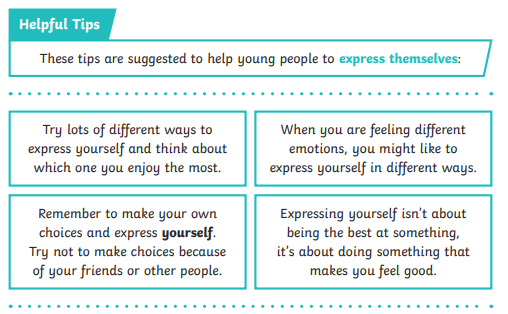 Helpful Tips
These tips are suggested to help young people to express themselves:
Try lots of different ways to
express yourself and think about
which one you enjoy the most.
When you are feeling different
emotions, you might like to
express yourself in different ways.
Remember to make your own
choices and express yourself.
Try not to make choices because
of your friends or other people.
Expressing yourself isn't about
being the best at something,
it's about doing something that
makes you feel good.